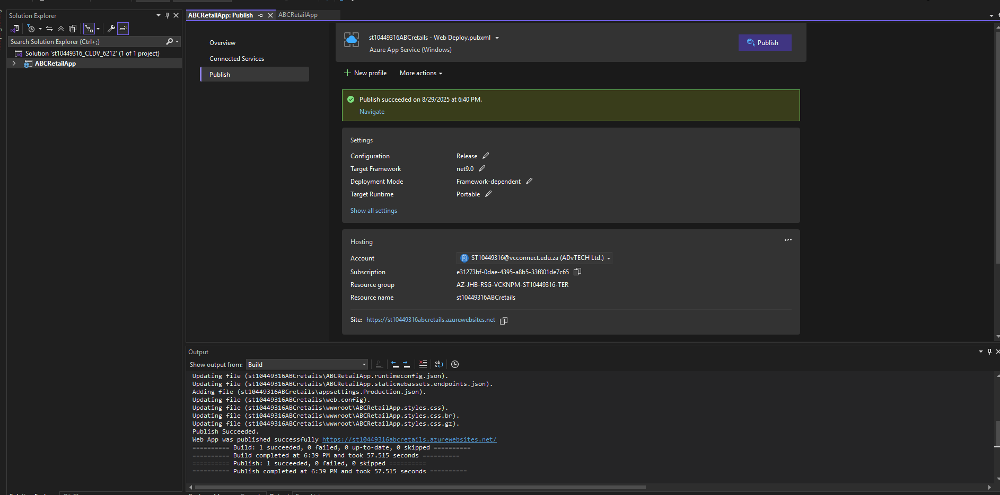 Solution Explorer
Search Solution Explorer (Ctrl+;)
Solution 'st10449316_CLDV_6212' (1 of 1 project)
ABCRetailApp
ABCRetailApp: Publish
ABCRetailApp
Overview
Connected Services
Publish
st10449316ABCretails - Web Deploy.pubxml
Azure App Service (Windows)
Publish
New profile
More actions
Publish succeeded on 8/29/2025 at 6:40 PM.
Navigate
Settings
Configuration Release
Target Framework net9.0
Deployment Mode Framework-dependent
Target Runtime Portable
Show all settings
Hosting
Account ST10449316@vcconnect.edu.za (ADvTECH Ltd.)
Subscription e31273bf-0dae-4395-a8b5-33f801de7c65
Resource group AZ-JHB-RSG-VCKNPM-ST10449316-TER
Resource name st10449316ABCretails
Site: https://st10449316abcretails.azurewebsites.net
Output
Show output from: Build
Updating file (st10449316ABCretails\ABCRetailApp.runtimeconfig.json).
Updating file (st10449316ABCretails\ABCRetailApp.staticwebassets.endpoints.json).
Adding file (st10449316ABCretails\appsettings.Production.json).
Updating file (st10449316ABCretails\web.config).
Updating file (st10449316ABCretails\wwwroot\ABCRetailApp.styles.css).
Updating file (st10449316ABCretails\wwwroot\ABCRetailApp.styles.css.br).
Updating file (st10449316ABCretails\wwwroot\ABCRetailApp.styles.css.gz).
Publish Succeeded.
Web App was published successfully https://st10449316abcretails.azurewebsites.net/
========== Build: 1 succeeded, 0 failed, 0 up-to-date, 0 skipped ==========
========== Build completed at 6:39 PM and took 57.515 seconds ==========
========== Publish: 1 succeeded, 0 failed, 0 skipped ==========
========== Publish completed at 6:39 PM and took 57.515 seconds ==========